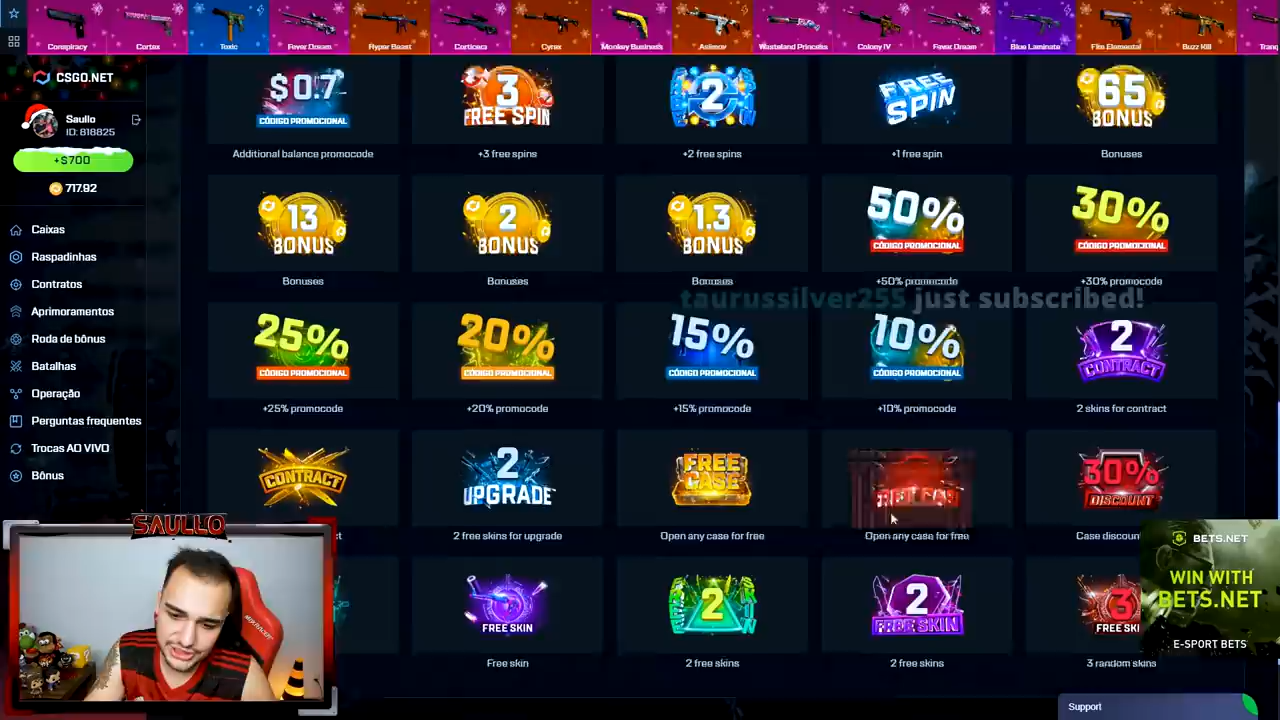 Conspiracy
Cortex
Toxic
Fever Dream
Hyper Beast
Corticera
Cyrex
Monkey Business
Asiimov
Wasteland Princess
Colony IV
Fever Dream
Blue Laminate
Film Elemental
Buzz Kill
CSGO.NET
Saullo
ID: 818825
+$700
717.92
Caixas
Raspadinhas
Contratos
Aprimoramentos
Roda de bônus
Batalhas
Operação
Perguntas frequentes
Trocas AO VIVO
Bônus
$0.7
CÓDIGO PROMOCIONAL
Additional balance promocode
3
FREE SPIN
+3 free spins
2
+2 free spins
FREE
SPIN
+1 free spin
65
BONUS
Bonuses
13
BONUS
Bonuses
2
BONUS
Bonuses
1.3
BONUS
Bonuses
50%
CÓDIGO PROMOCIONAL
+50% promocode
30%
CÓDIGO PROMOCIONAL
+30% promocode
taurussilver255 just subscribed!
25%
CÓDIGO PROMOCIONAL
+25% promocode
20%
CÓDIGO PROMOCIONAL
+20% promocode
15%
CÓDIGO PROMOCIONAL
+15% promocode
10%
CÓDIGO PROMOCIONAL
+10% promocode
2
CONTRACT
2 skins for contract
CONTRACT
2
UPGRADE
2 free skins for upgrade
FREE
CASE
Open any case for free
Open any case for free
30%
DISCOUNT
Case discoun
FREE SKIN
Free skin
2
2 free skins
2
FREE SKIN
2 free skins
3
FREE SKI
3 random skins
SAULLO
BETS.NET
WIN WITH
BETS.NET
E-SPORT BETS
Support